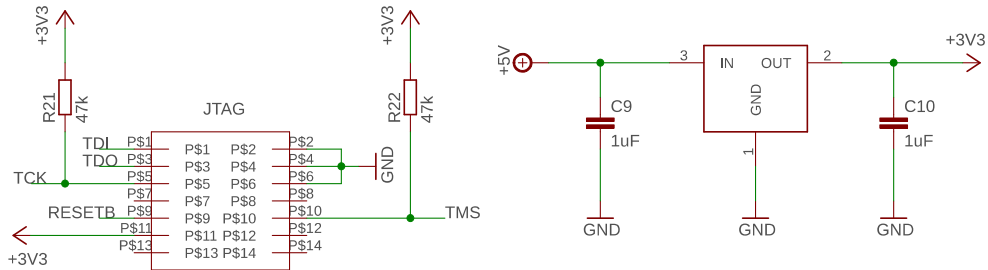 +3V3
R21
47k
JTAG
+3V3
R22
47k
TDI
TDO
TCK
RESETB
+3V3
P$1
P$3
P$5
P$7
P$9
P$11
P$13
P$1 P$2
P$3 P$4
P$5 P$6
P$7 P$8
P$9 P$10
P$11 P$12
P$13 P$14
P$2
P$4
P$6
P$8
P$10
P$12
P$14
GND
TMS
+5V
3
IN OUT
GND
2
1
+3V3
C9
1uF
C10
1uF
GND
GND
GND